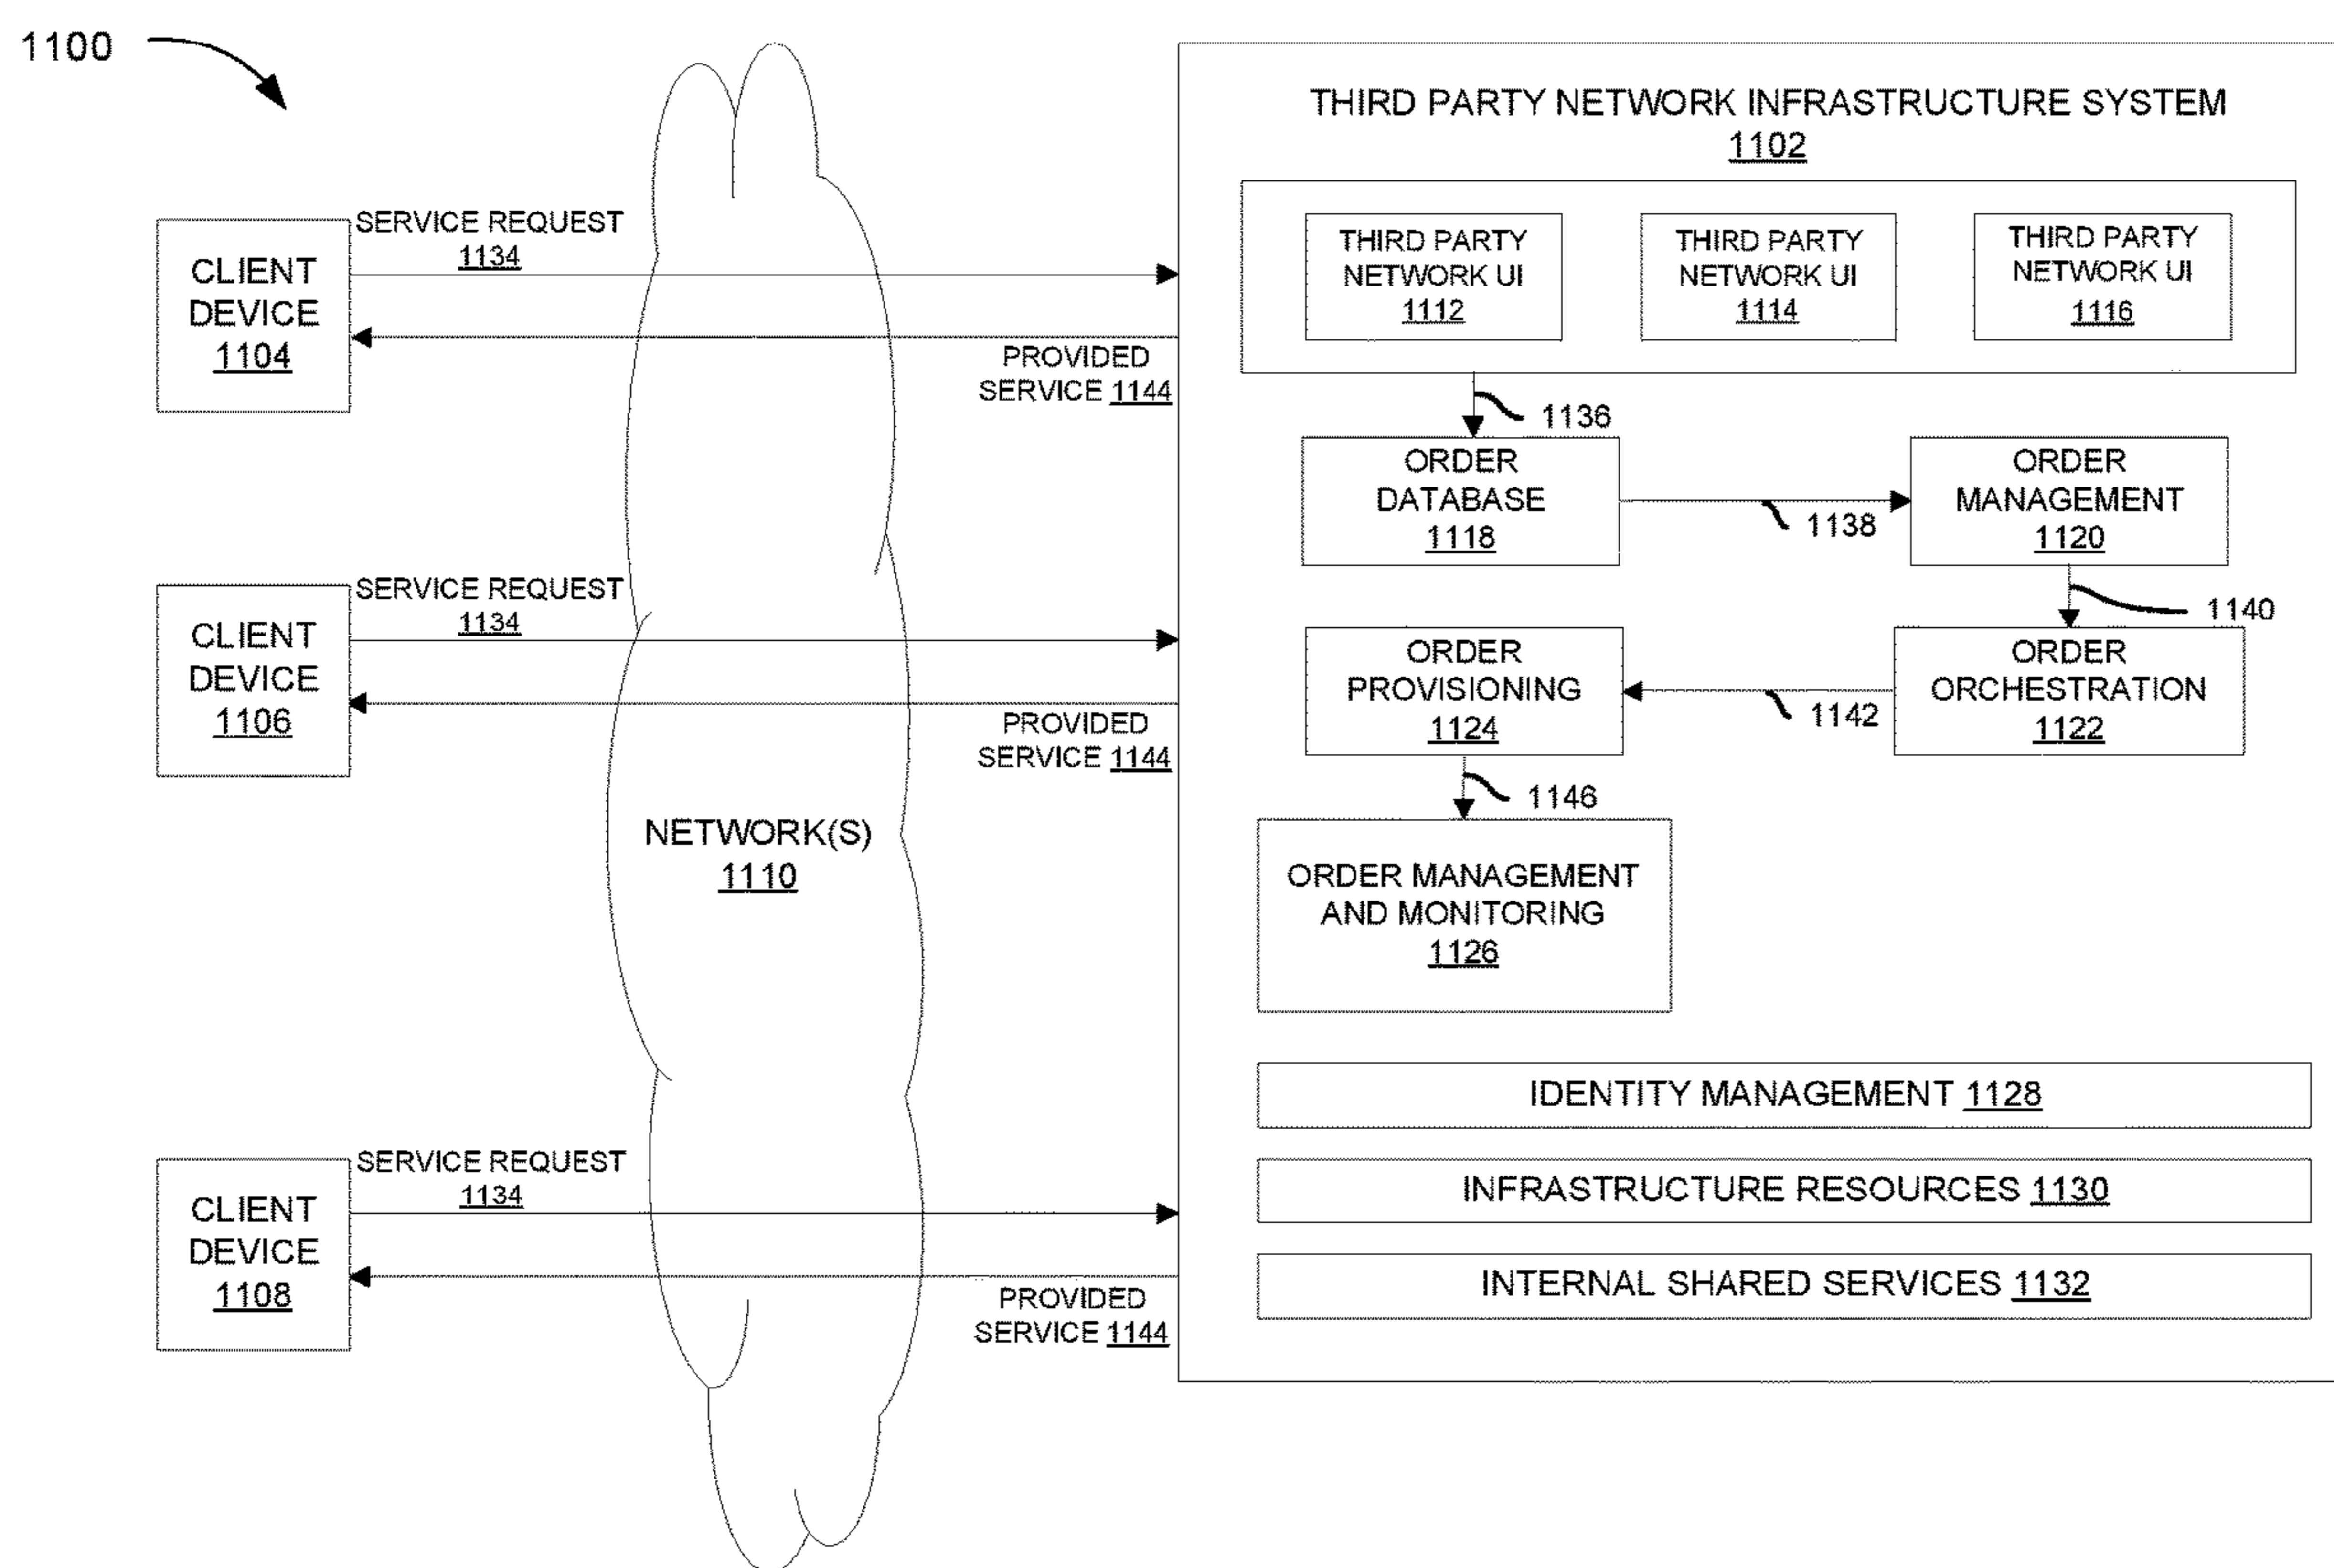 1100
THIRD PARTY NETWORK INFRASTRUCTURE SYSTEM
1102
THIRD PARTY
NETWORK UI
1112
THIRD PARTY
NETWORK UI
1114
THIRD PARTY
NETWORK UI
1116
SERVICE REQUEST
1134
CLIENT
DEVICE
1104
PROVIDED
SERVICE 1144
1136
ORDER
DATABASE
1118
1138
ORDER
MANAGEMENT
1120
1140
SERVICE REQUEST
1134
CLIENT
DEVICE
1106
PROVIDED
SERVICE 1144
ORDER
PROVISIONING
1124
1142
ORDER
ORCHESTRATION
1122
1146
NETWORK(S)
1110
ORDER MANAGEMENT
AND MONITORING
1126
IDENTITY MANAGEMENT 1128
SERVICE REQUEST
1134
CLIENT
DEVICE
1108
PROVIDED
SERVICE 1144
INFRASTRUCTURE RESOURCES 1130
INTERNAL SHARED SERVICES 1132